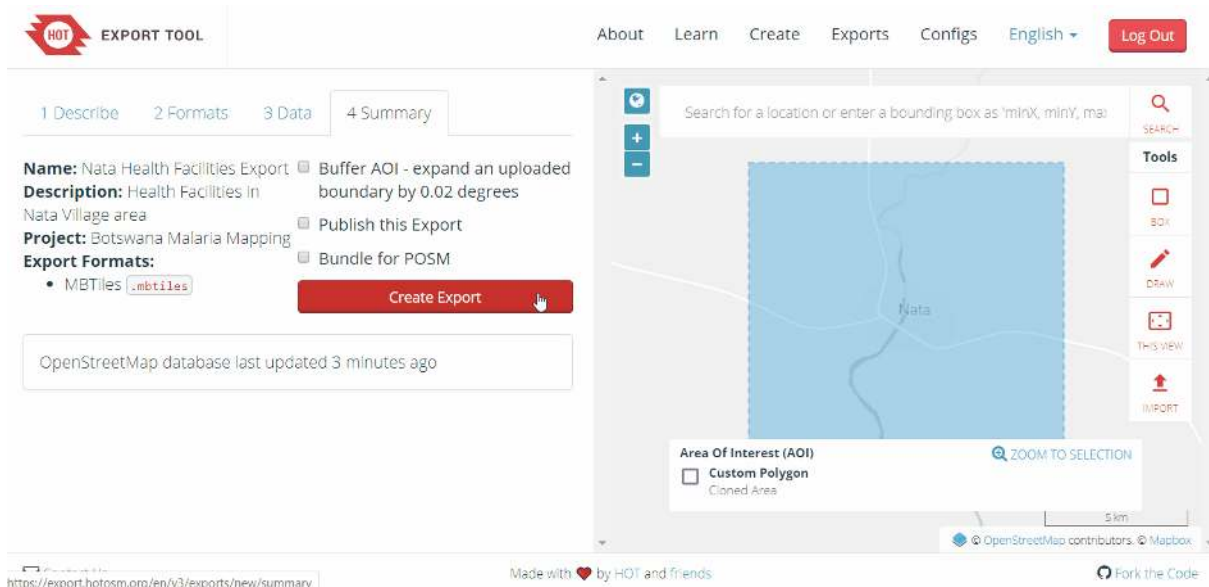 HOT EXPORT TOOL
About Learn Create Exports Configs English Log Out
1 Describe 2 Formats 3 Data 4 Summary
Name: Nata Health Facilities Export
Description: Health Facilities in
Nata Village area
Project: Botswana Malaria Mapping
Export Formats:
• MBTiles .mbtiles
Buffer AOI - expand an uploaded
boundary by 0.02 degrees
Publish this Export
Bundle for POSM
Create Export
OpenStreetMap database last updated 3 minutes ago
+
−
Search for a location or enter a bounding box as 'minX, minY, max
SEARCH
Tools
BOX
DRAW
THIS VIEW
IMPORT
Nata
Area Of Interest (AOI)
ZOOM TO SELECTION
Custom Polygon
Cloned Area
5 km
© OpenStreetMap contributors. © Mapbox
Made with ❤ by HOT and friends
Fork the Code
https://export.hotosm.org/en/v3/exports/new/summary